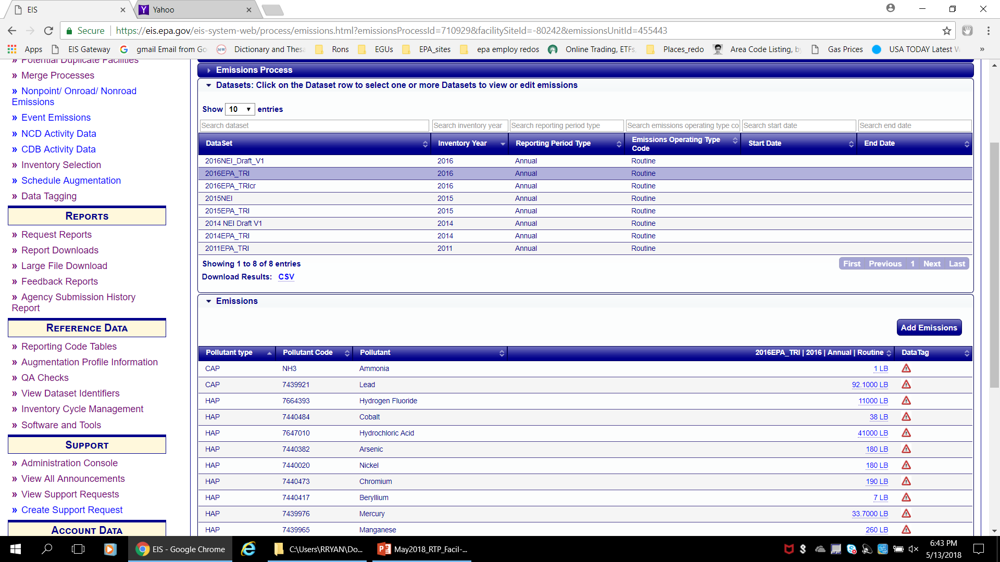 EIS
Yahoo
Secure
https://eis.epa.gov/eis-system-web/process/emissions.html?emissionsProcessId=710929&facilitySiteId=-80242&emissionsUnitId=455443
Apps EIS Gateway gmail Email from Go Dictionary and Thesa Rons EGUs EPA_sites epa employ redos Online Trading, ETFs, Places_redo Area Code Listing, by Gas Prices USA TODAY Latest W »
» Potential Duplicate Facilities
» Merge Processes
» Nonpoint/ Onroad/ Nonroad
Emissions
» Event Emissions
» NCD Activity Data
» CDB Activity Data
» Inventory Selection
» Schedule Augmentation
» Data Tagging
REPORTS
» Request Reports
» Report Downloads
» Large File Download
» Feedback Reports
» Agency Submission History
Report
REFERENCE DATA
» Reporting Code Tables
» Augmentation Profile Information
» QA Checks
» View Dataset Identifiers
» Inventory Cycle Management
» Software and Tools
SUPPORT
» Administration Console
» View All Announcements
» View Support Requests
» Create Support Request
ACCOUNT DATA
Emissions Process
Datasets: Click on the Dataset row to select one or more Datasets to view or edit emissions
Show 10 entries
Search dataset Search inventory year Search reporting period type Search emissions operating type co Search start date Search end date
DataSet Inventory Year Reporting Period Type Emissions Operating Type Code Start Date End Date
2016NEI_Draft_V1 2016 Annual Routine
2016EPA_TRI 2016 Annual Routine
2016EPA_TRIcr 2016 Annual Routine
2015NEI 2015 Annual Routine
2015EPA_TRI 2015 Annual Routine
2014 NEI Draft V1 2014 Annual Routine
2014EPA_TRI 2014 Annual Routine
2011EPA_TRI 2011 Annual Routine
Showing 1 to 8 of 8 entries
First Previous 1 Next Last
Download Results: CSV
Emissions
Add Emissions
Pollutant type Pollutant Code Pollutant 2016EPA_TRI | 2016 | Annual | Routine DataTag
CAP NH3 Ammonia 1 LB
CAP 7439921 Lead 92.1000 LB
HAP 7664393 Hydrogen Fluoride 11000 LB
HAP 7440484 Cobalt 38 LB
HAP 7647010 Hydrochloric Acid 41000 LB
HAP 7440382 Arsenic 180 LB
HAP 7440020 Nickel 180 LB
HAP 7440473 Chromium 190 LB
HAP 7440417 Beryllium 7 LB
HAP 7439976 Mercury 33.7000 LB
HAP 7439965 Manganese 260 LB
EIS - Google Chrome
C:\Users\RRYAN\Do...
May2018_RTP_Facil-...
6:43 PM
5/13/2018